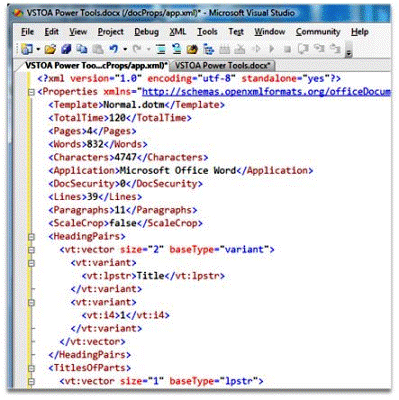 VSTOA Power Tools.docx (/docProps/app.xml)* - Microsoft Visual Studio
File Edit View Project Debug XML Tools Test Window Community Help
VSTOA Power Too...cProps/app.xml)* VSTOA Power Tools.docx*
<?xml version="1.0" encoding="utf-8" standalone="yes"?>
<Properties xmlns="http://schemas.openxmlformats.org/officeDocum
<Template>Normal.dotm</Template>
<TotalTime>120</TotalTime>
<Pages>4</Pages>
<Words>832</Words>
<Characters>4747</Characters>
<Application>Microsoft Office Word</Application>
<DocSecurity>0</DocSecurity>
<Lines>39</Lines>
<Paragraphs>11</Paragraphs>
<ScaleCrop>false</ScaleCrop>
<HeadingPairs>
<vt:vector size="2" baseType="variant">
<vt:variant>
<vt:lpstr>Title</vt:lpstr>
</vt:variant>
<vt:variant>
<vt:i4>1</vt:i4>
</vt:variant>
</vt:vector>
</HeadingPairs>
<TitlesOfParts>
<vt:vector size="1" baseType="lpstr">